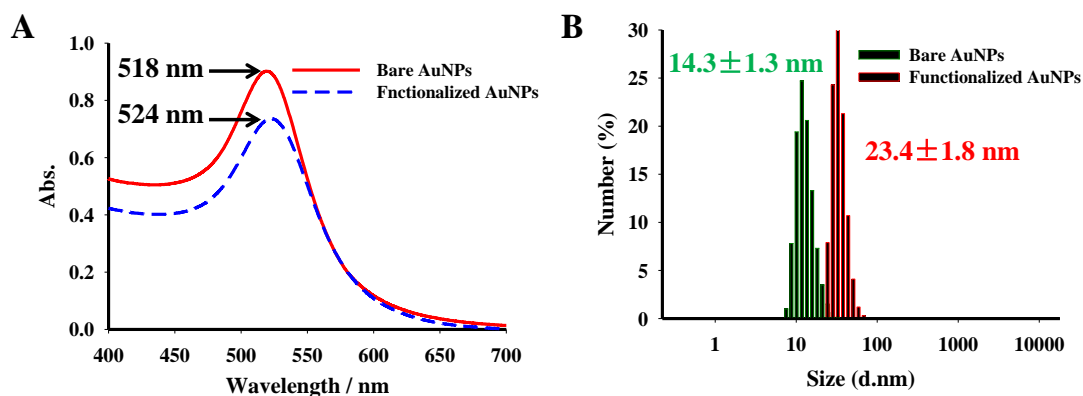 A
1.0
0.8
0.6
0.4
0.2
0.0
Abs.
518 nm
524 nm
Bare AuNPs
Fnctionalized AuNPs
400 450 500 550 600 650 700
Wavelength / nm
B
30
25
20
15
10
5
0
Number (%)
14.3±1.3 nm
Bare AuNPs
Functionalized AuNPs
23.4±1.8 nm
1 10 100 1000 10000
Size (d.nm)